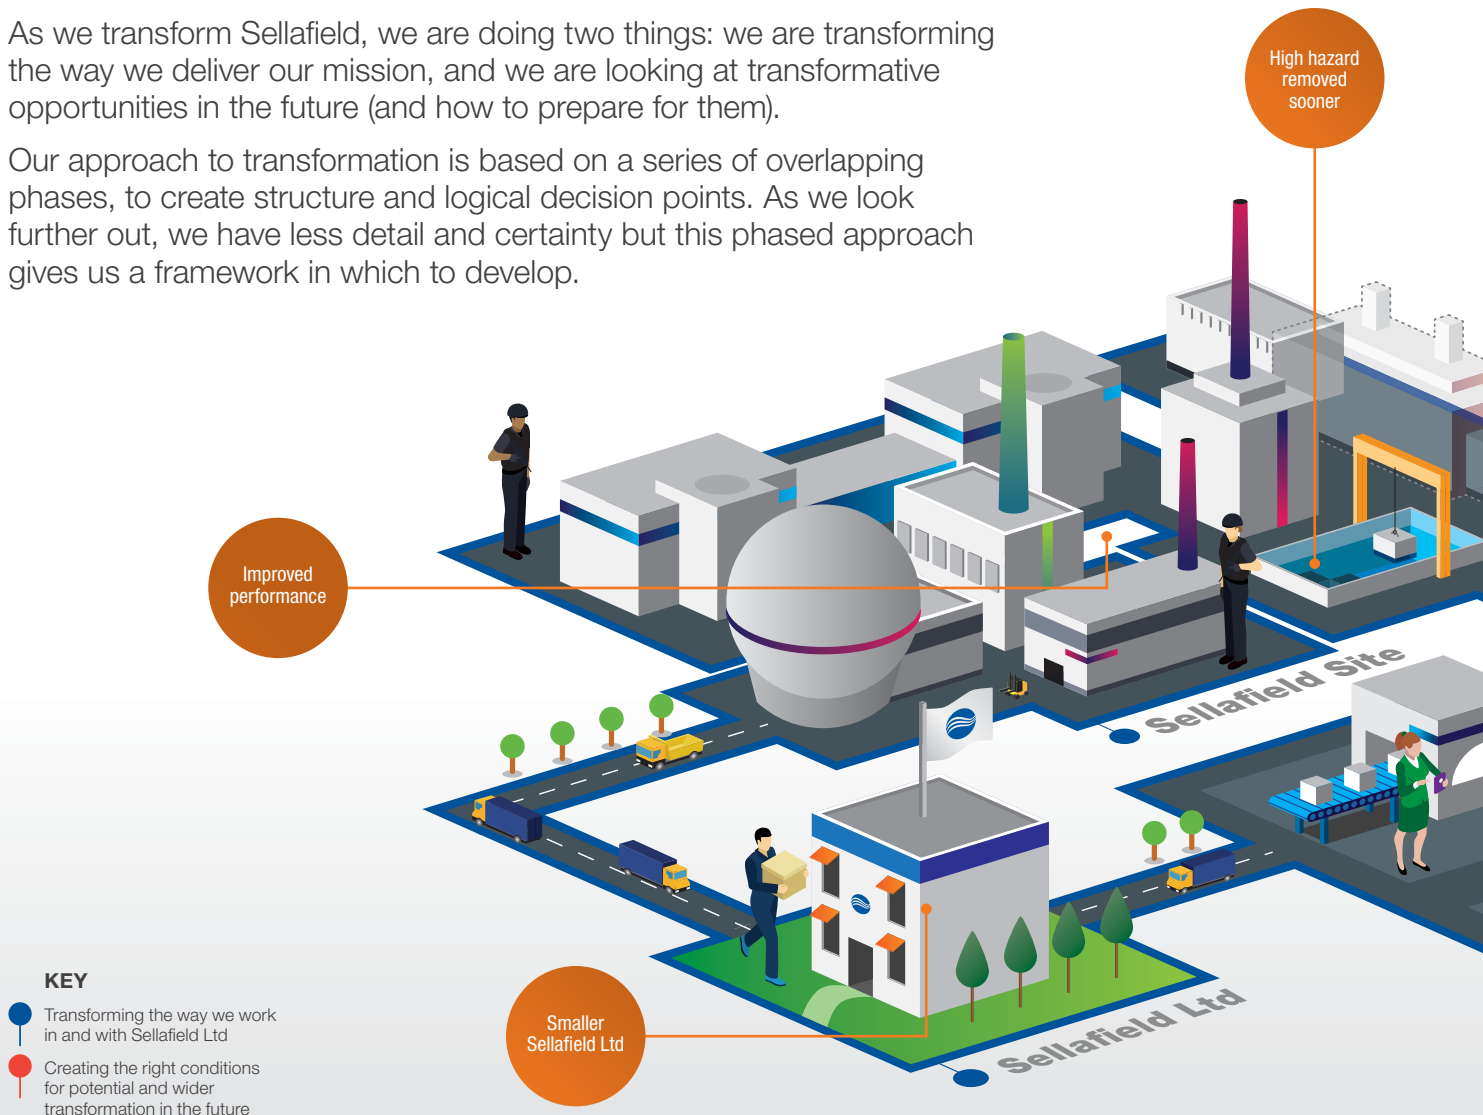 As we transform Sellafield, we are doing two things: we are transforming
the way we deliver our mission, and we are looking at transformative
opportunities in the future (and how to prepare for them).
Our approach to transformation is based on a series of overlapping
phases, to create structure and logical decision points. As we look
further out, we have less detail and certainty but this phased approach
gives us a framework in which to develop.
High hazard
removed
sooner
Improved
performance
Sellafield Site
Smaller
Sellafield Ltd
Sellafield Ltd
KEY
Transforming the way we work
in and with Sellafield Ltd
Creating the right conditions
for potential and wider
transformation in the future